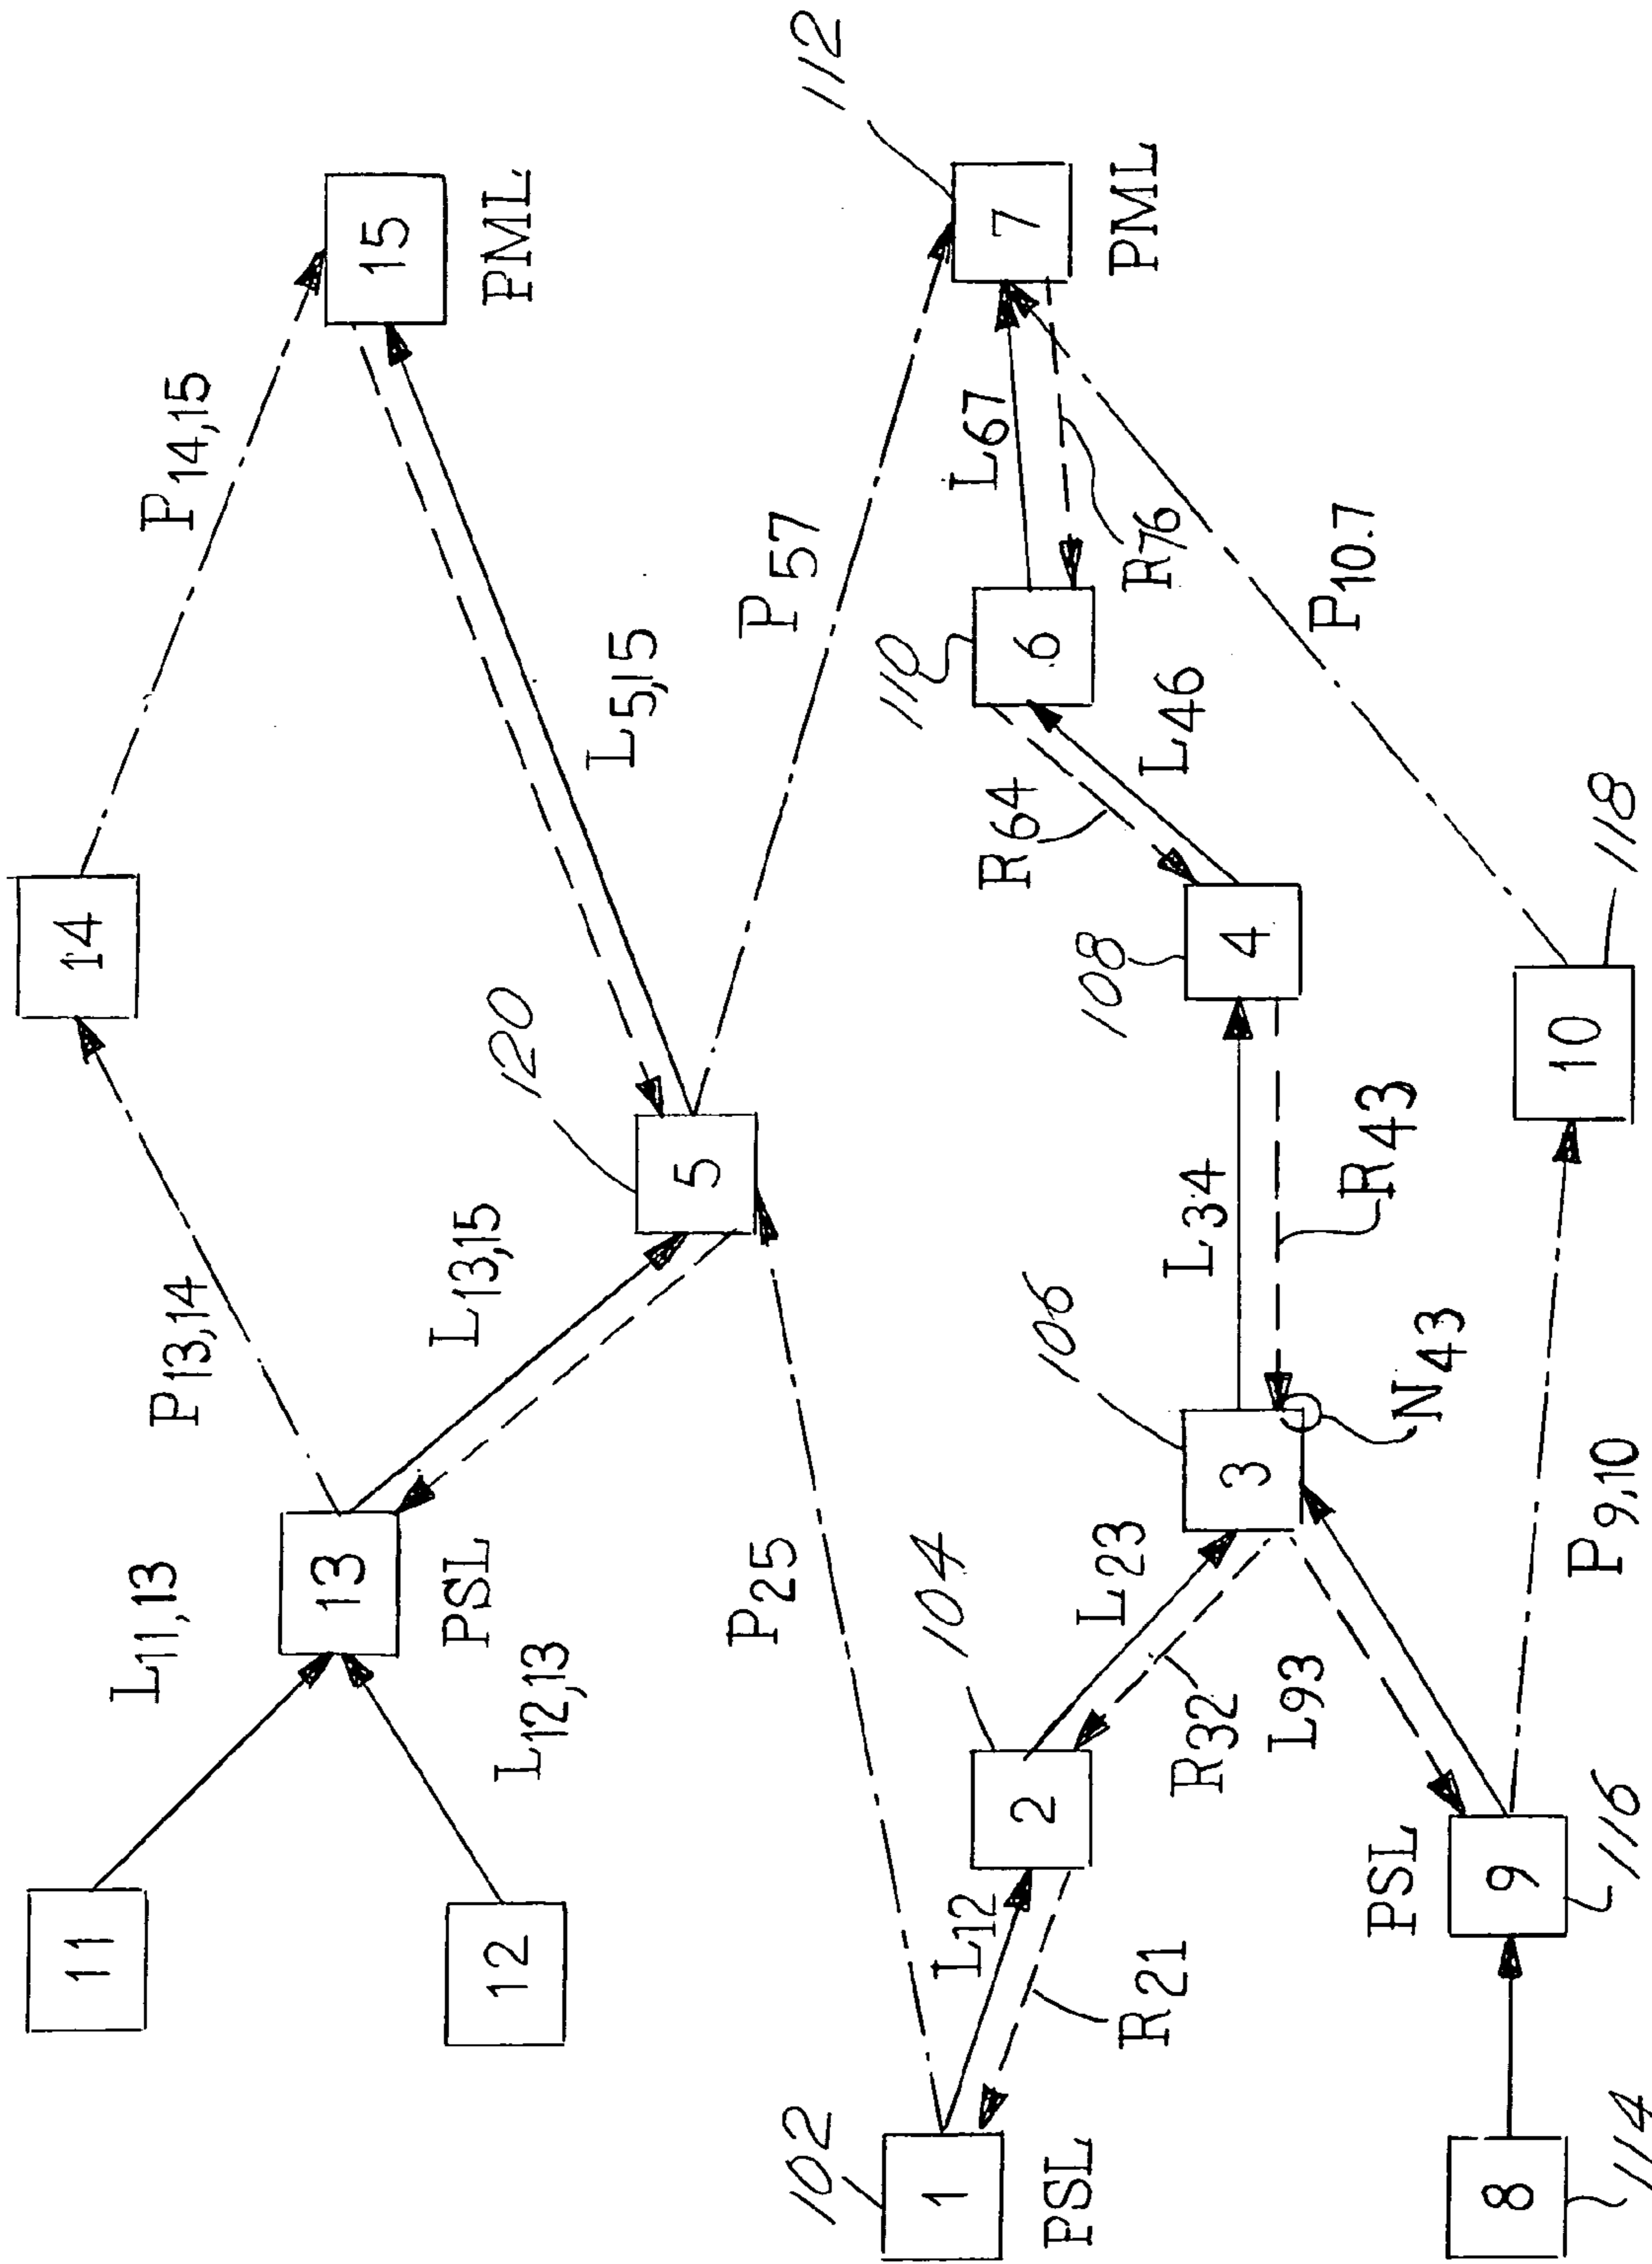 11
L11,13
12
L12,13
13
PSL
P13,14
14
P14,15
15
PML
L13,15
L5,15
120
5
P25
P57
102
1
PSL
L12
R21
104
2
L23
R32
106
3
L34
R43
N43
108
4
R64
L46
110
6
L67
R76
112
7
PML
114
8
PSL
9
116
L93
P9,10
10
118
P10.7